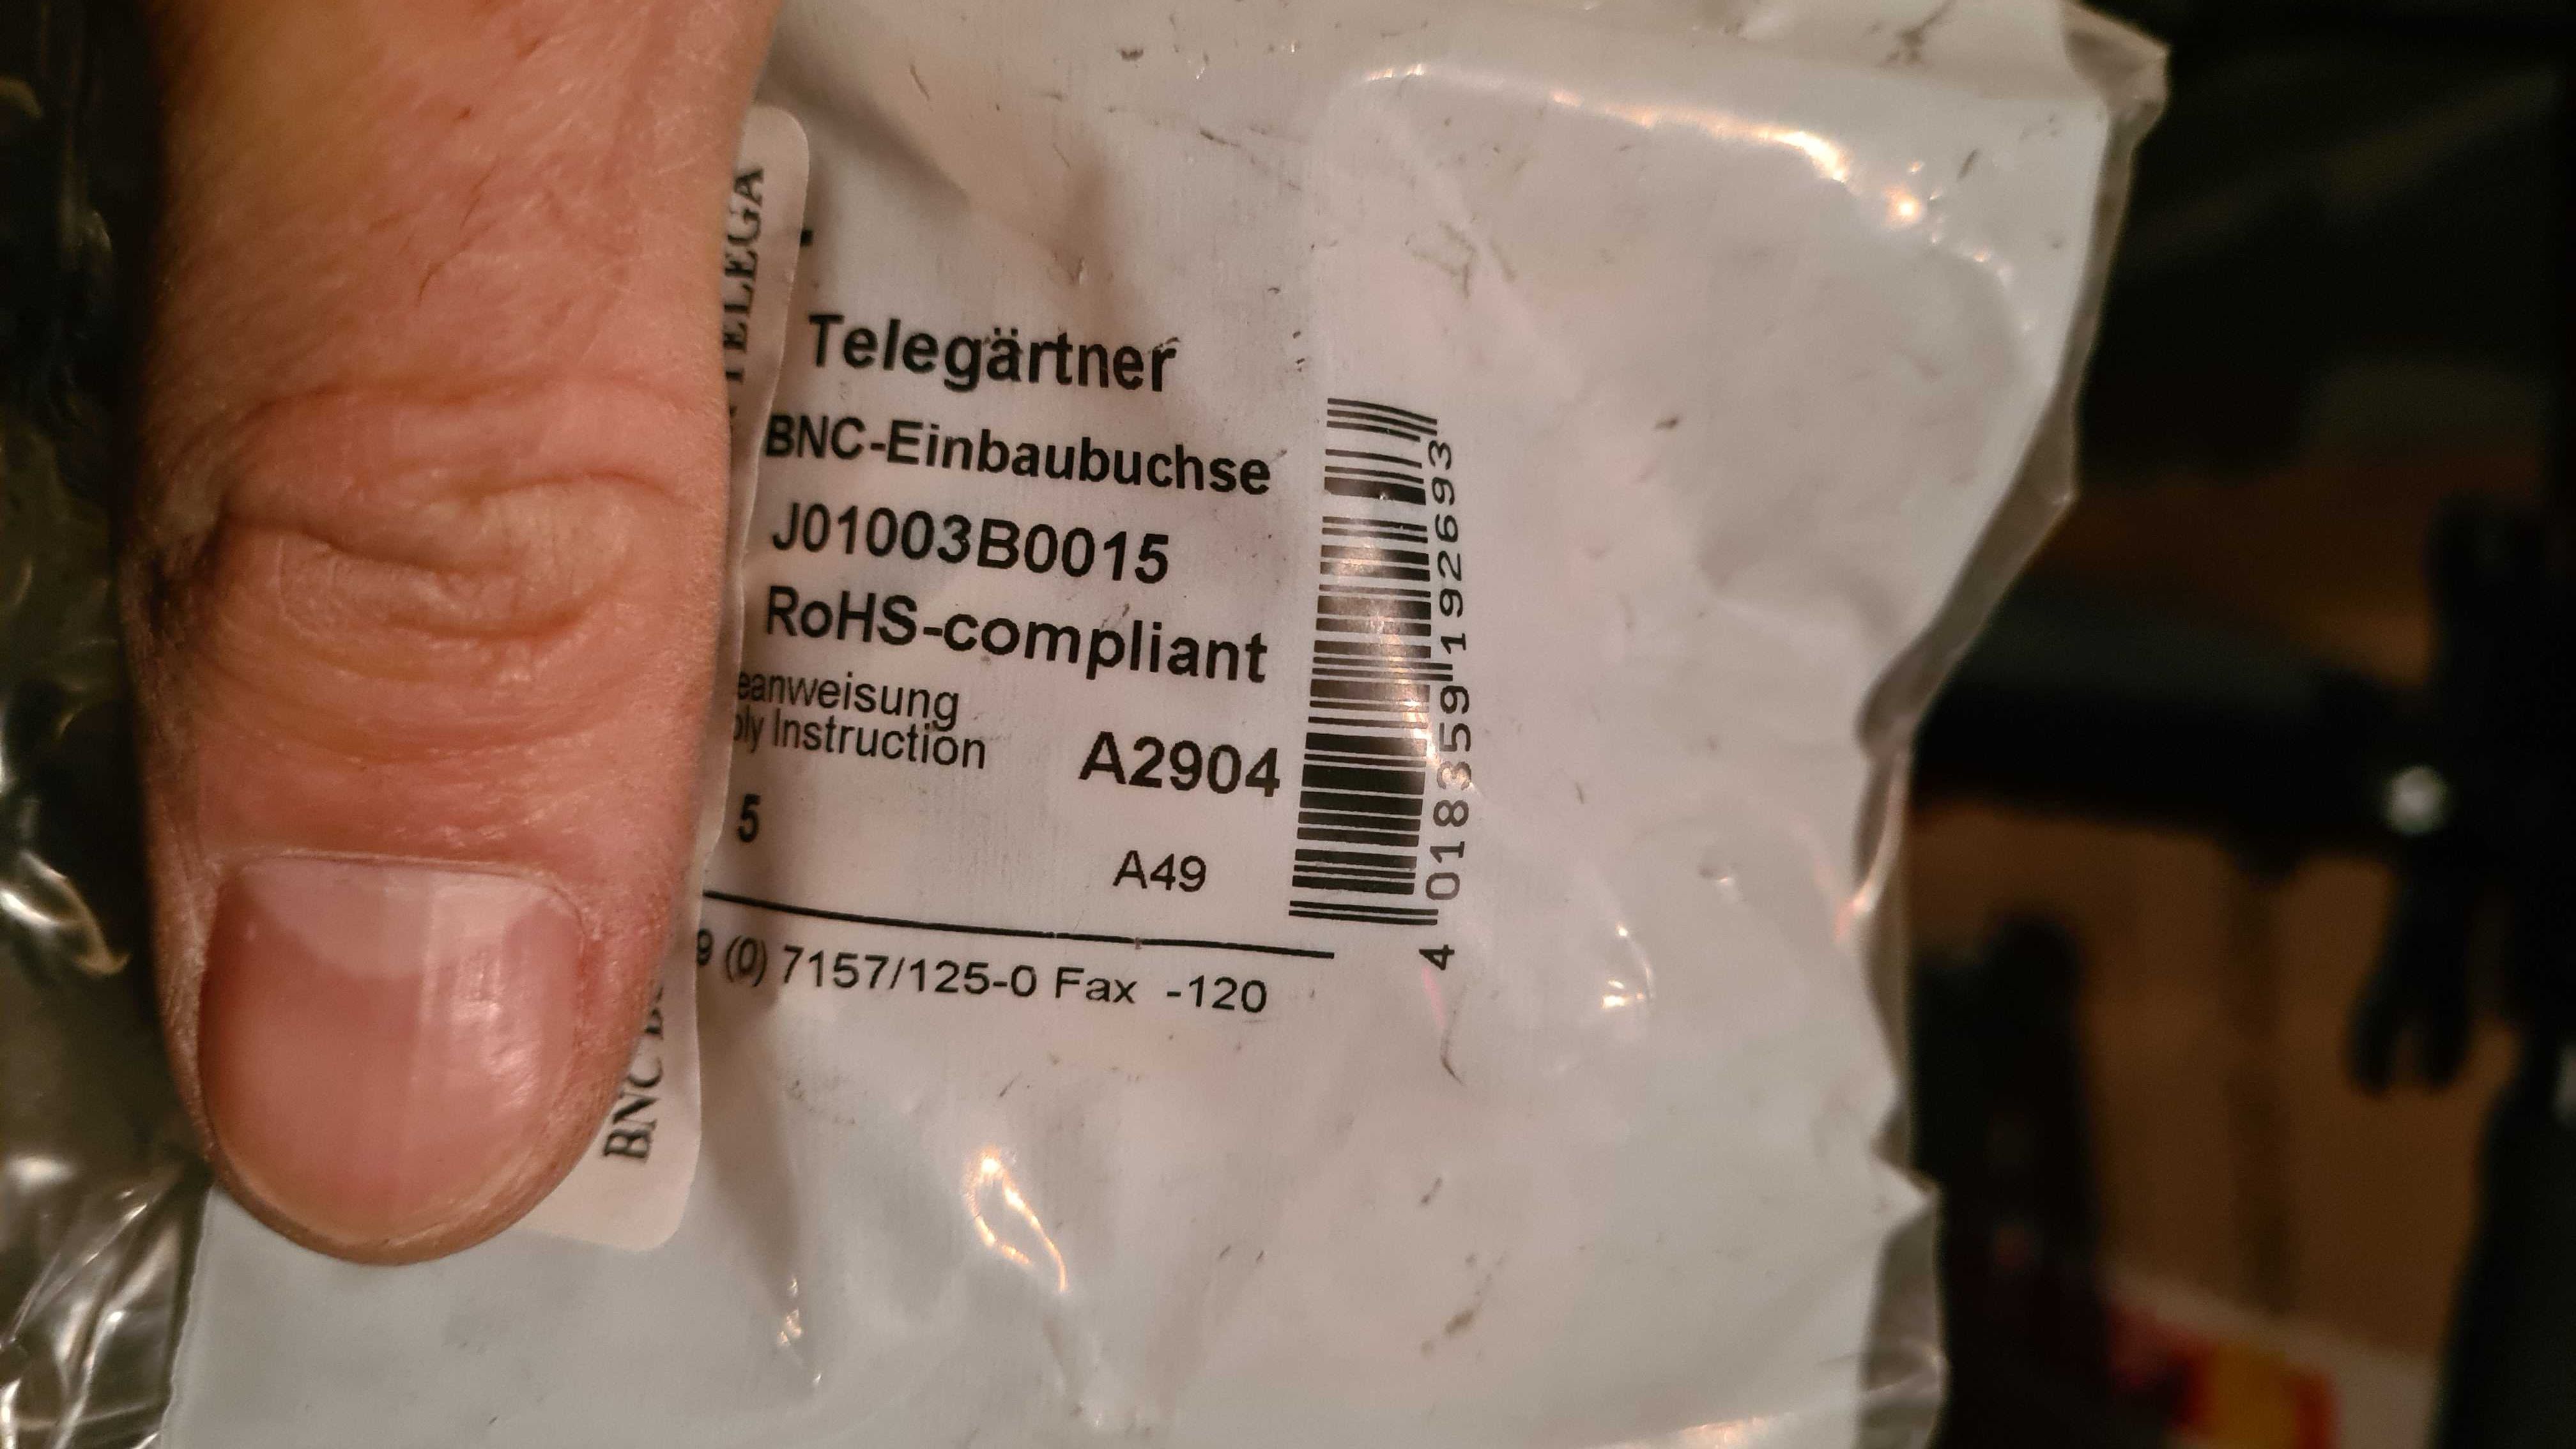 Telegärtner
BNC-Einbaubuchse
J01003B0015
RoHS-compliant
eanweisung
ply Instruction
A2904
5
A49
9 (0) 7157/125-0 Fax -120
4 018359 192693
TELEGA
BNC